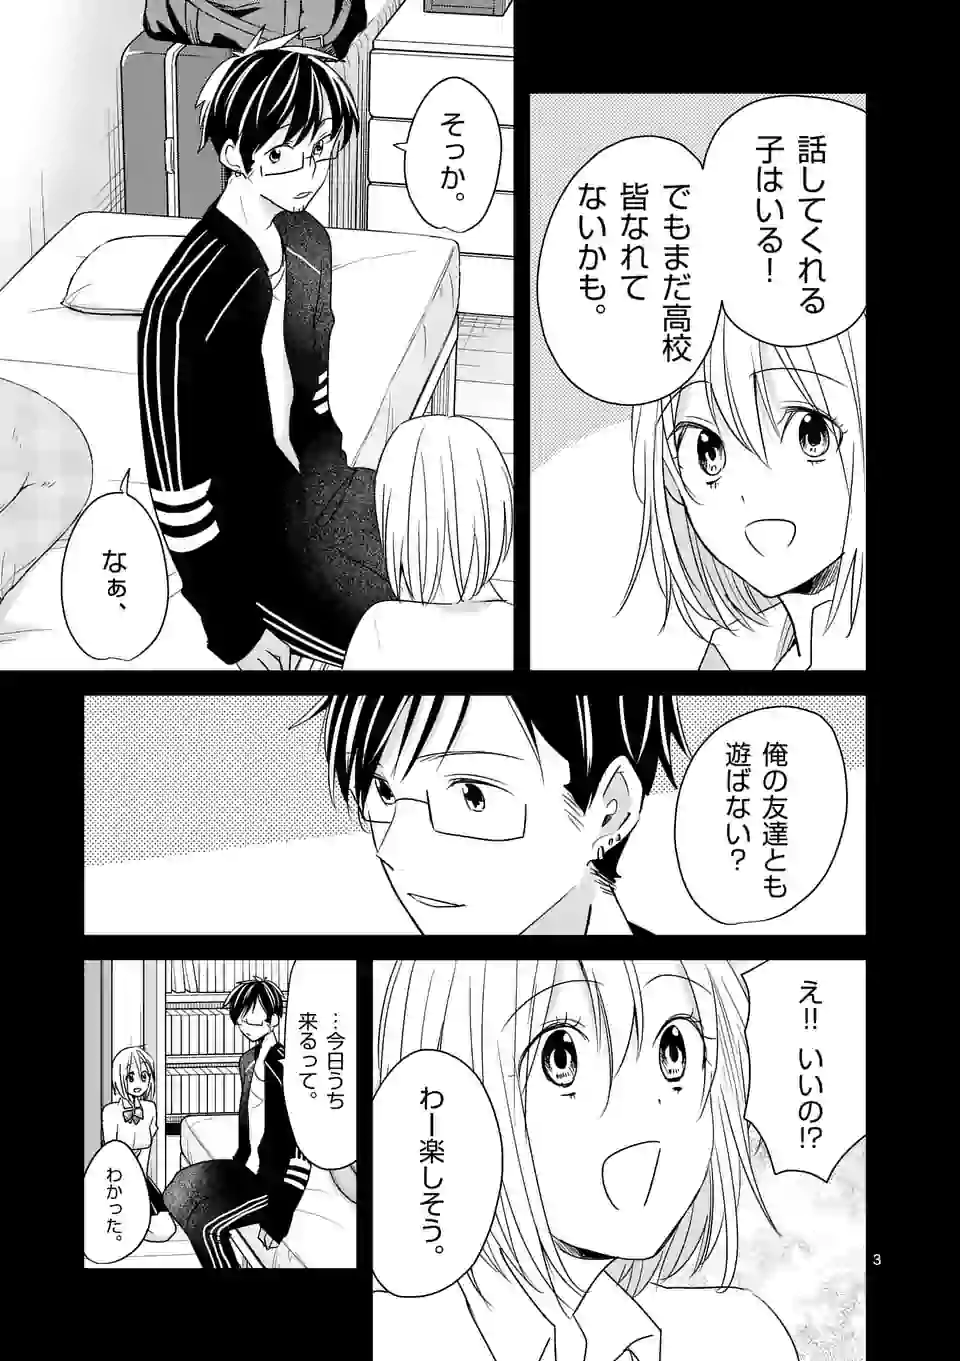 話してくれる
子はいる！
でもまだ高校
皆なれて
ないかも。
そっか。
なぁ、
俺の友達とも
遊ばない？
え!! いいの!?
わー楽しそう。
…今日うち
来るって。
わかった。
3